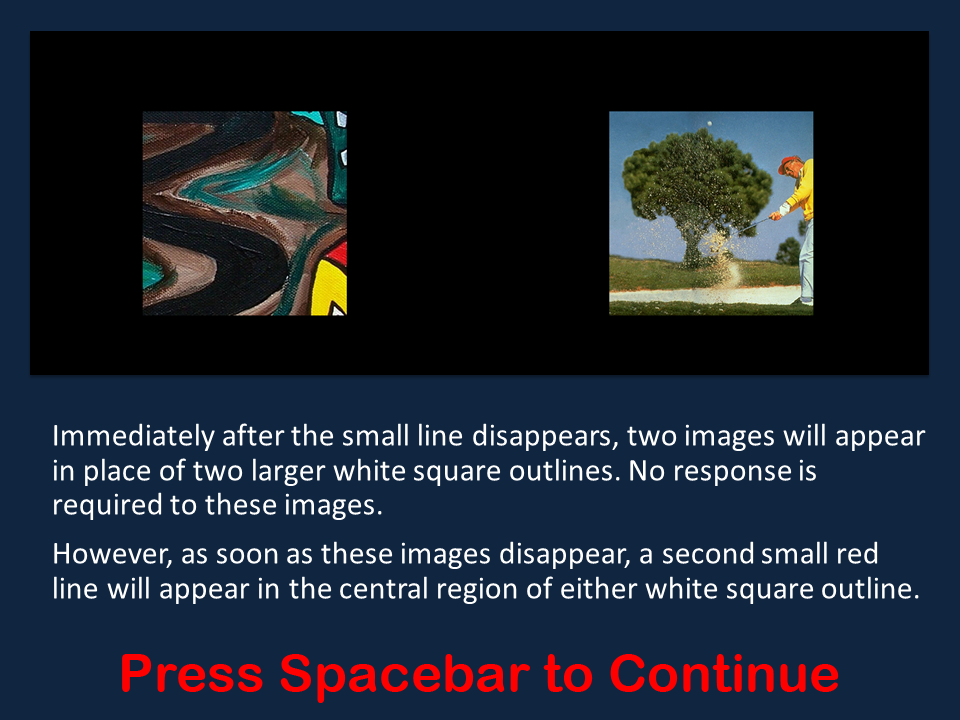 Immediately after the small line disappears, two images will appear
in place of two larger white square outlines. No response is
required to these images.
However, as soon as these images disappear, a second small red
line will appear in the central region of either white square outline.
Press Spacebar to Continue